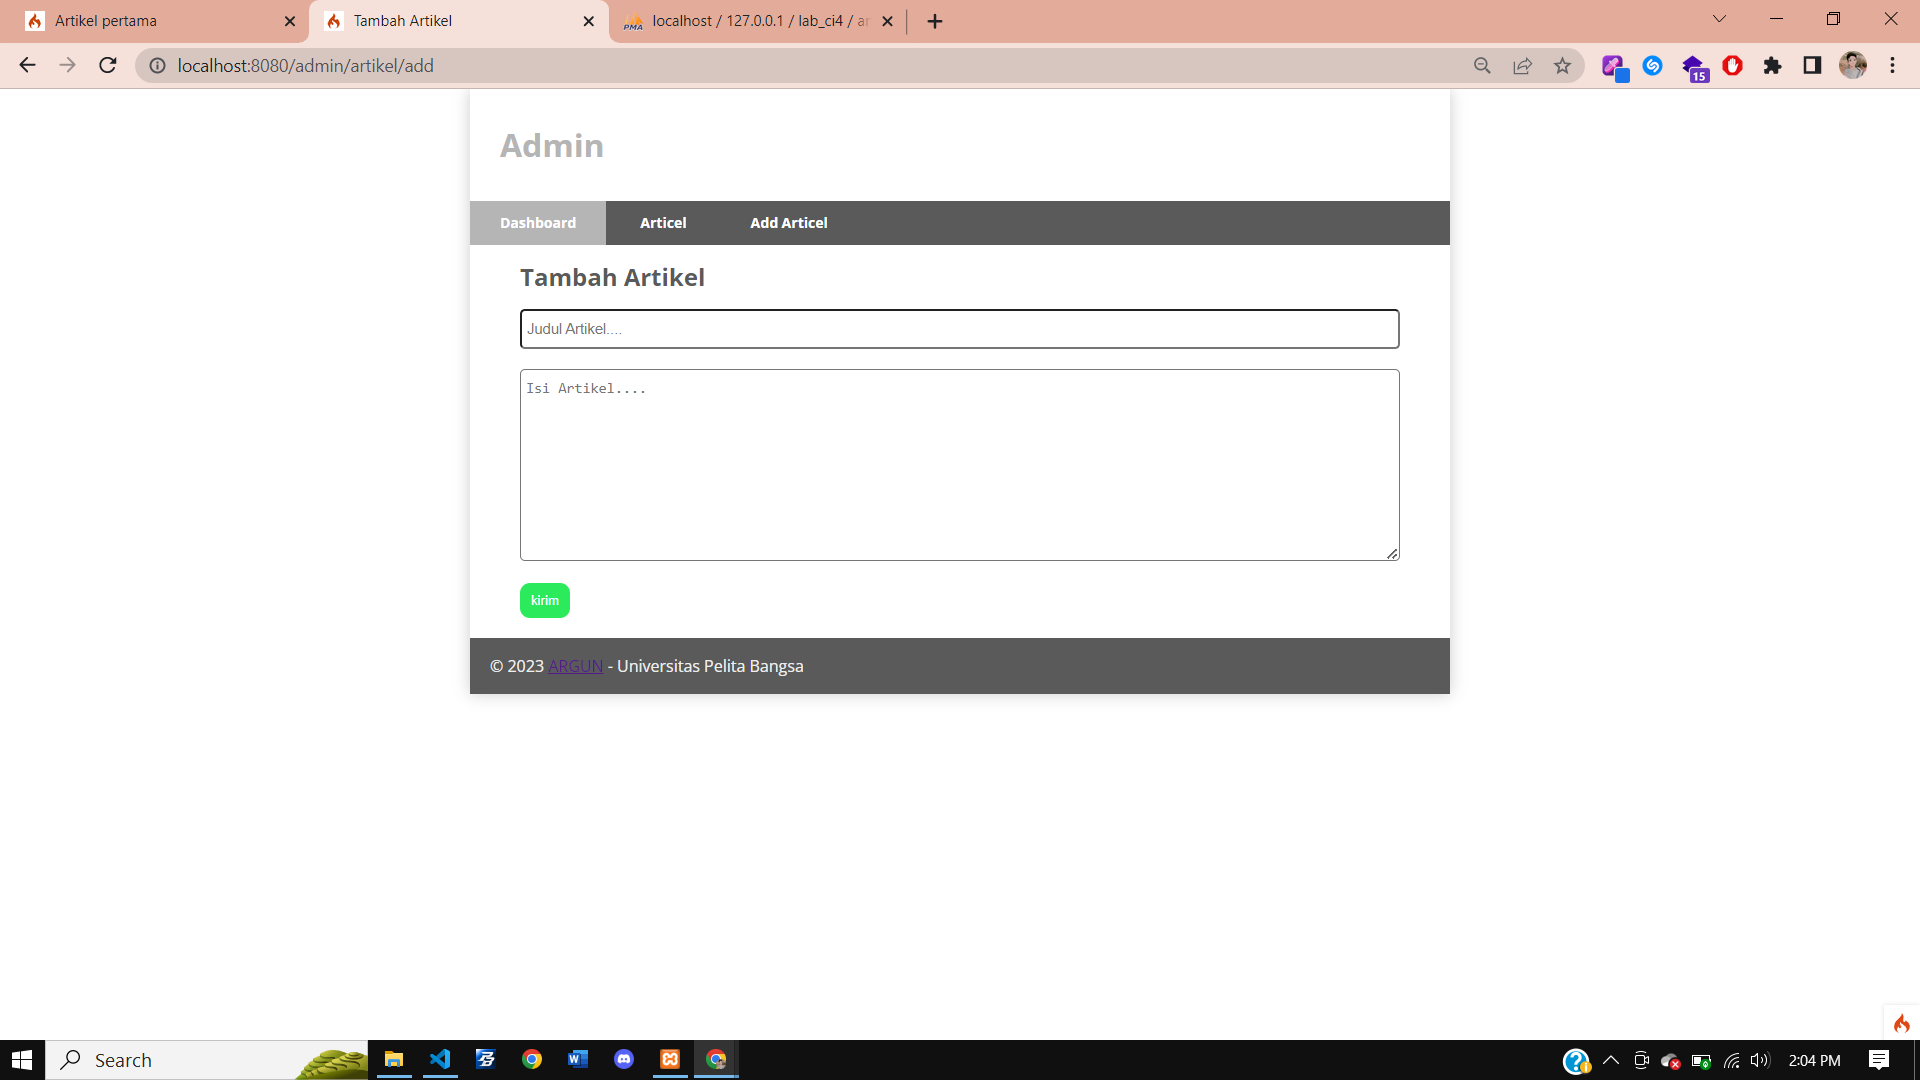 Artikel pertama
Tambah Artikel
localhost / 127.0.0.1 / lab_ci4 / ar
localhost:8080/admin/artikel/add
15
Admin
Dashboard Articel Add Articel
Tambah Artikel
Judul Artikel....
Isi Artikel....
kirim
© 2023 ARGUN - Universitas Pelita Bangsa
Search
2:04 PM